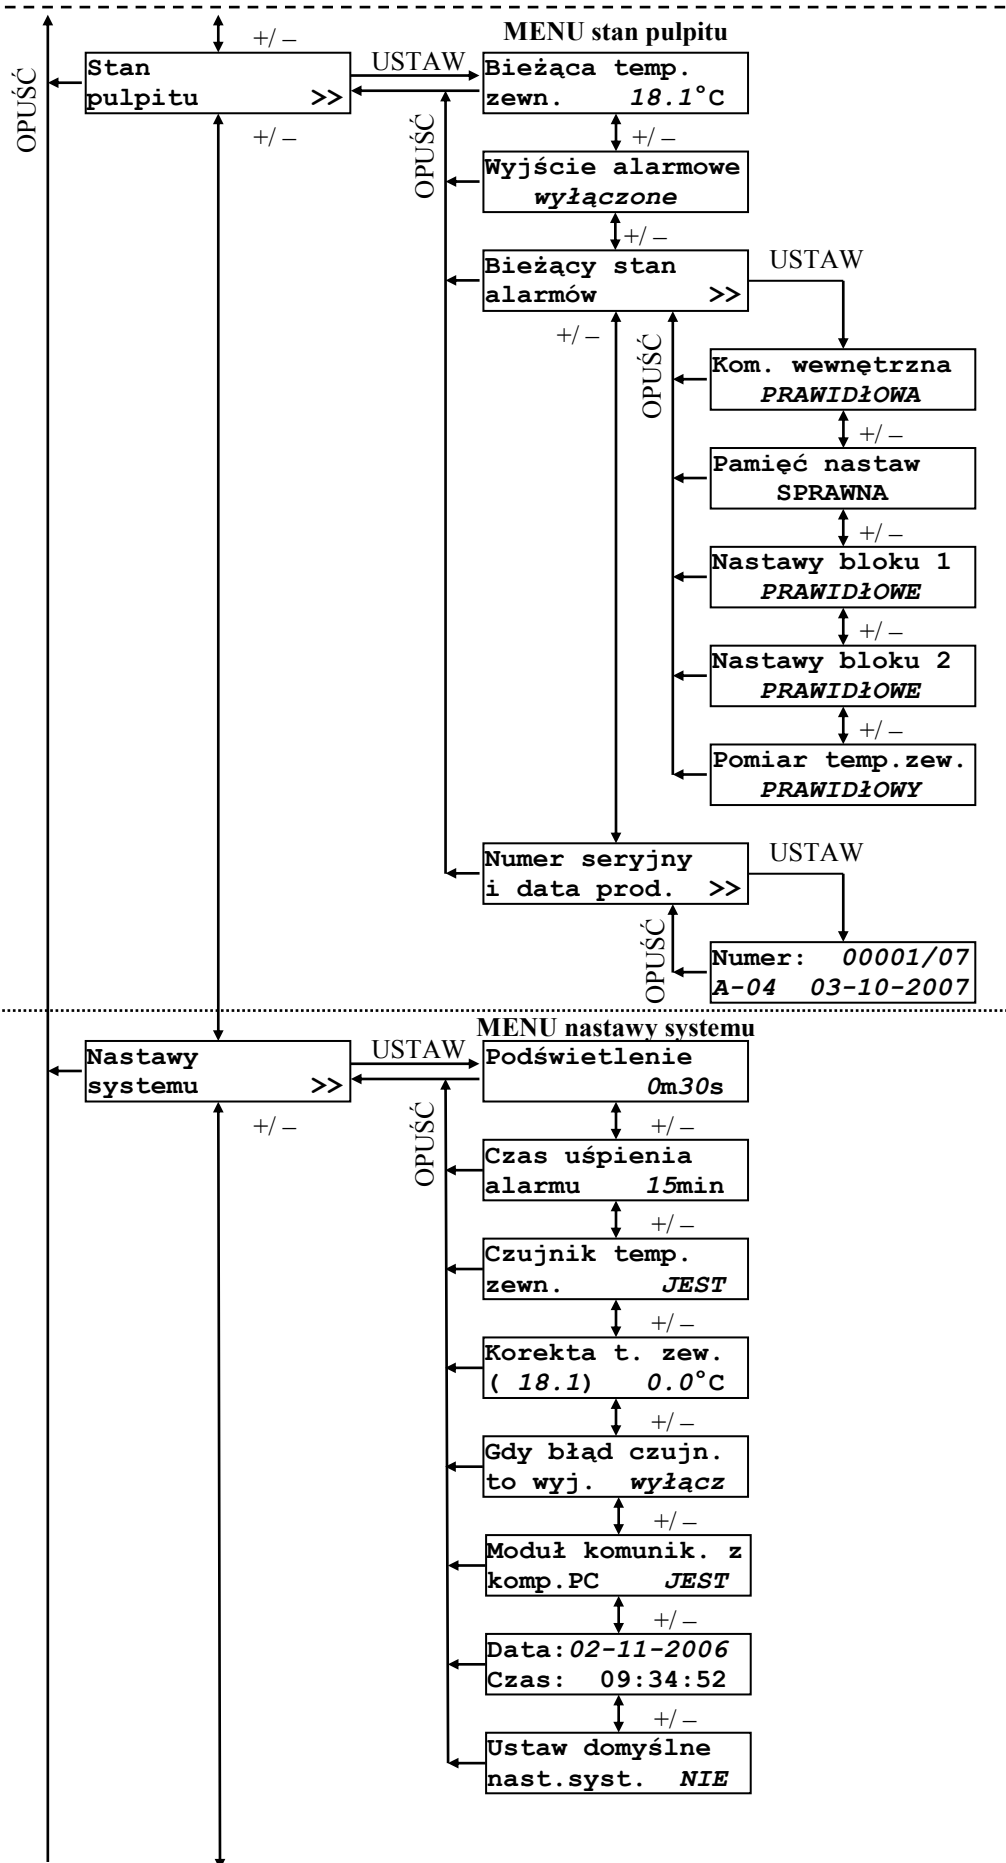 MENU stan pulpitu
+/ –
OPUŚĆ
Stan
pulpitu >>
USTAW
Bieżąca temp.
zewn. 18.1°C
+/ –
OPUŚĆ
+/ –
Wyjście alarmowe
wyłączone
+/ –
Bieżący stan
alarmów >>
USTAW
+/ –
OPUŚĆ
Kom. wewnętrzna
PRAWIDŁOWA
+/ –
Pamięć nastaw
SPRAWNA
+/ –
Nastawy bloku 1
PRAWIDŁOWE
+/ –
Nastawy bloku 2
PRAWIDŁOWE
+/ –
Pomiar temp.zew.
PRAWIDŁOWY
Numer seryjny
i data prod. >>
USTAW
OPUŚĆ
Numer: 00001/07
A-04 03-10-2007
MENU nastawy systemu
Nastawy
systemu >>
USTAW
Podświetlenie
0m30s
+/ –
OPUŚĆ
+/ –
Czas uśpienia
alarmu 15min
+/ –
Czujnik temp.
zewn. JEST
+/ –
Korekta t. zew.
( 18.1) 0.0°C
+/ –
Gdy błąd czujn.
to wyj. wyłącz
+/ –
Moduł komunik. z
komp.PC JEST
+/ –
Data:02-11-2006
Czas: 09:34:52
+/ –
Ustaw domyślne
nast.syst. NIE